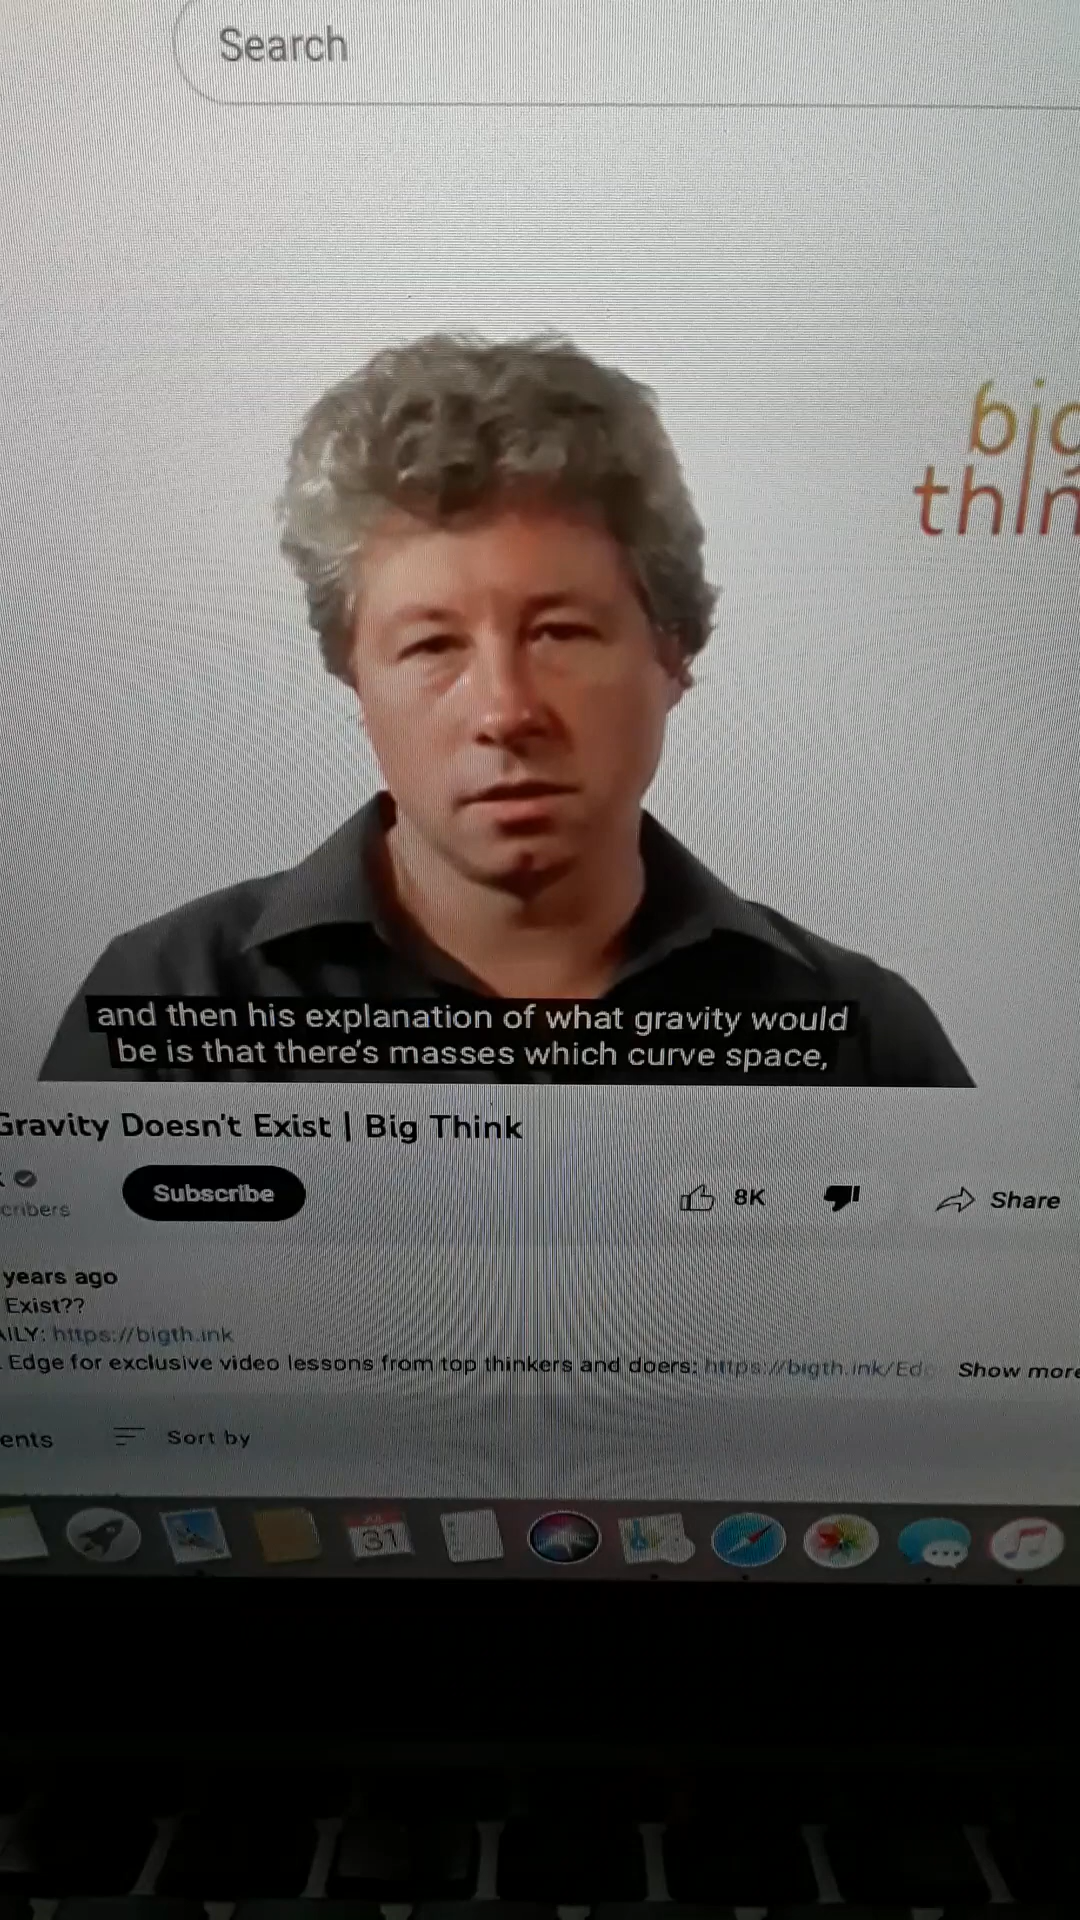 Search
big
thin
and then his explanation of what gravity would
be is that there's masses which curve space,
Gravity Doesn't Exist | Big Think
Subscribe
8K
Share
cribers
years ago
Exist??
AILY: https://bigth.ink
Edge for exclusive video lessons from top thinkers and doers: https://bigth.ink/Ed
Show more
ents
Sort by
JUL
31